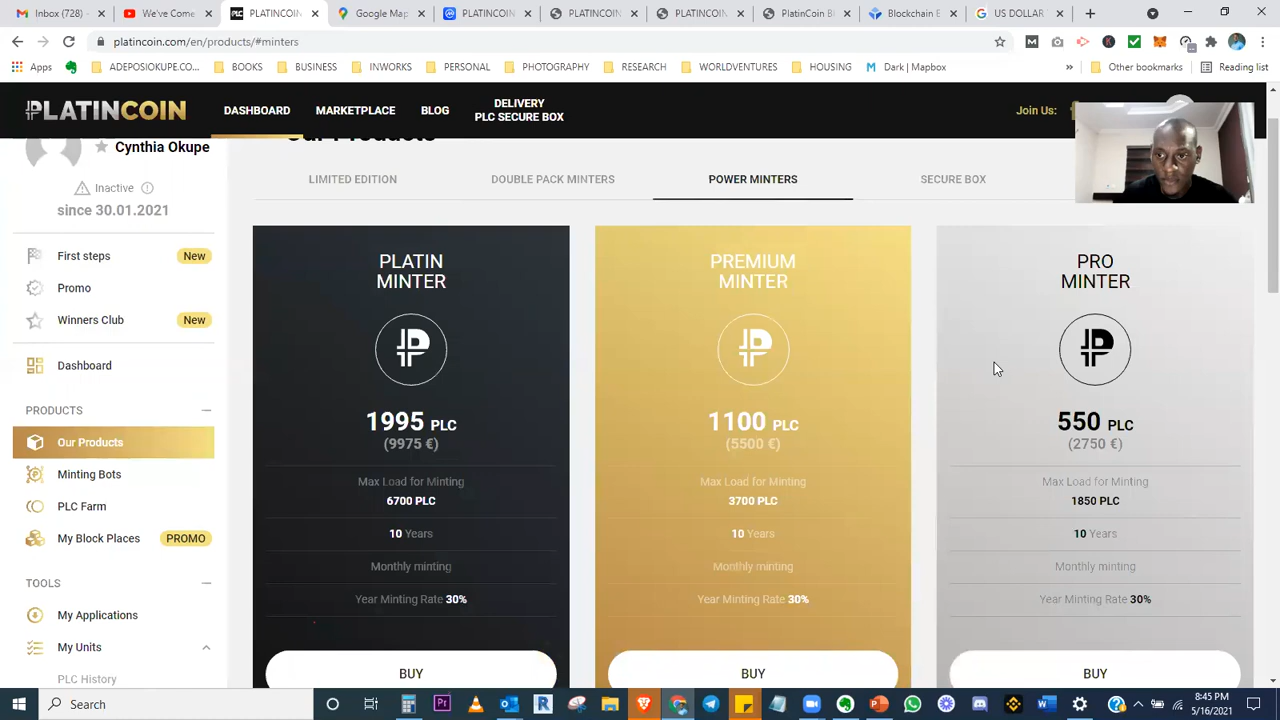 Inbox (728) -
We've Come
PLATINCOIN
Google Map
PLATINCOIN
PLATINCOIN
PLATINCOIN
PlatinCoin
Blockchain
US DOLLAR
platincoin.com/en/products/#minters
Apps
ADEPOSIOKUPE.CO...
BOOKS
BUSINESS
INWORKS
PERSONAL
PHOTOGRAPHY
RESEARCH
WORLDVENTURES
HOUSING
Dark | Mapbox
»
Other bookmarks
Reading list
PLATINCOIN
DASHBOARD
MARKETPLACE
BLOG
DELIVERY
PLC SECURE BOX
Join Us:
Our Products
Cynthia Okupe
Inactive
since 30.01.2021
First steps New
Promo
Winners Club New
Dashboard
PRODUCTS
Our Products
Minting Bots
PLC Farm
My Block Places PROMO
TOOLS
My Applications
My Units
PLC History
LIMITED EDITION
DOUBLE PACK MINTERS
POWER MINTERS
SECURE BOX
PLATIN
MINTER
1995 PLC
(9975 €)
Max Load for Minting
6700 PLC
10 Years
Monthly minting
Year Minting Rate 30%
BUY
PREMIUM
MINTER
1100 PLC
(5500 €)
Max Load for Minting
3700 PLC
10 Years
Monthly minting
Year Minting Rate 30%
BUY
PRO
MINTER
550 PLC
(2750 €)
Max Load for Minting
1850 PLC
10 Years
Monthly minting
Year Minting Rate 30%
BUY
Search
8:45 PM
5/16/2021